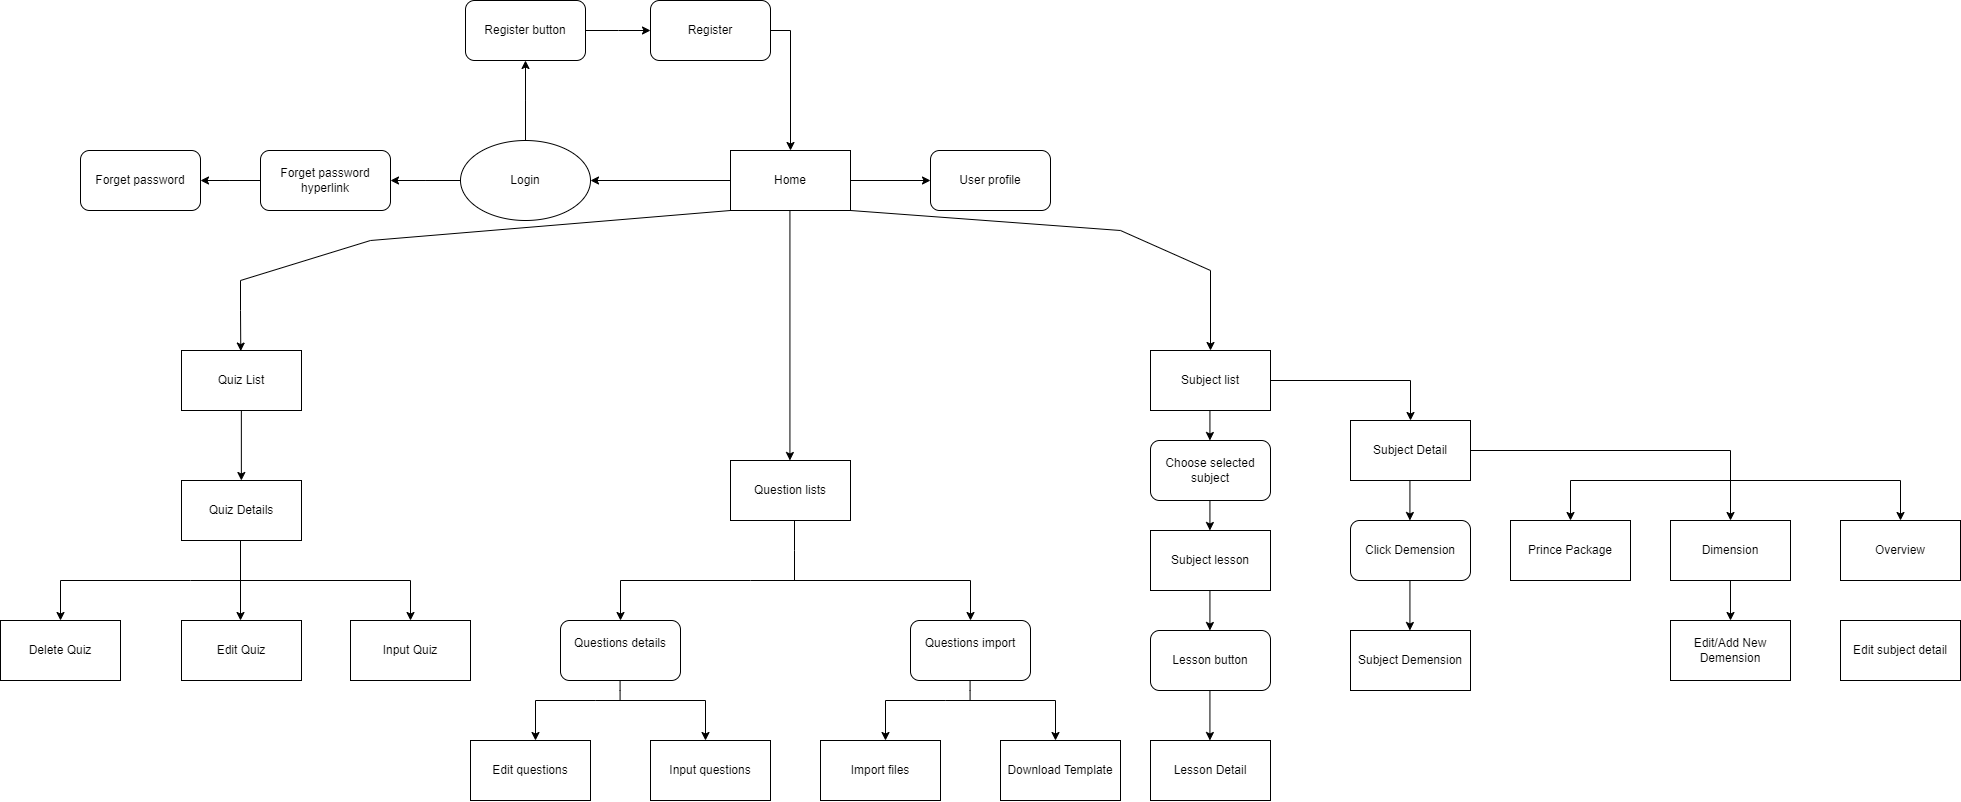 Register button
Register
Forget password
Forget password
hyperlink
Login
Home
User profile
Quiz List
Subject list
Subject Detail
Choose selected
subject
Quiz Details
Question lists
Subject lesson
Click Demension
Prince Package
Dimension
Overview
Delete Quiz
Edit Quiz
Input Quiz
Questions details
Questions import
Lesson button
Subject Demension
Edit/Add New
Demension
Edit subject detail
Edit questions
Input questions
Import files
Download Template
Lesson Detail